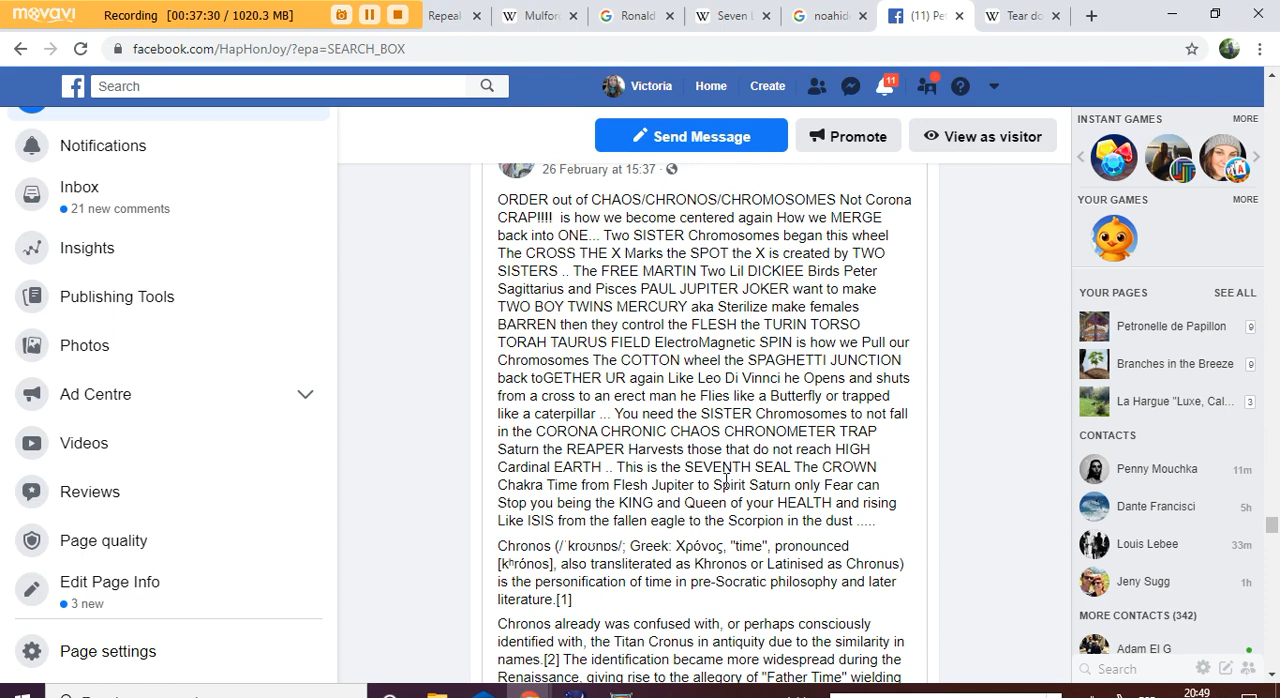 movavi
Recording [00:37:30 / 1020.3 MB]
Repeal
Mulford
Ronald
Seven L
noahide
(11) Pet
Tear do
facebook.com/HapHonJoy/?epa=SEARCH_BOX
Search
Victoria
Home
Create
11
Notifications
Inbox
21 new comments
Insights
Publishing Tools
Photos
Ad Centre
Videos
Reviews
Page quality
Edit Page Info
3 new
Page settings
Send Message
Promote
View as visitor
26 February at 15:37
ORDER out of CHAOS/CHRONOS/CHROMOSOMES Not Corona
CRAP!!!! is how we become centered again How we MERGE
back into ONE... Two SISTER Chromosomes began this wheel
The CROSS THE X Marks the SPOT the X is created by TWO
SISTERS .. The FREE MARTIN Two Lil DICKIEE Birds Peter
Sagittarius and Pisces PAUL JUPITER JOKER want to make
TWO BOY TWINS MERCURY aka Sterilize make females
BARREN then they control the FLESH the TURIN TORSO
TORAH TAURUS FIELD ElectroMagnetic SPIN is how we Pull our
Chromosomes The COTTON wheel the SPAGHETTI JUNCTION
back toGETHER UR again Like Leo Di Vinnci he Opens and shuts
from a cross to an erect man he Flies like a Butterfly or trapped
like a caterpillar ... You need the SISTER Chromosomes to not fall
in the CORONA CHRONIC CHAOS CHRONOMETER TRAP
Saturn the REAPER Harvests those that do not reach HIGH
Cardinal EARTH .. This is the SEVENTH SEAL The CROWN
Chakra Time from Flesh Jupiter to Spirit Saturn only Fear can
Stop you being the KING and Queen of your HEALTH and rising
Like ISIS from the fallen eagle to the Scorpion in the dust .....
Chronos (/ˈkroʊnɒs/; Greek: Χρόνος, "time", pronounced
[kʰrónos], also transliterated as Khronos or Latinised as Chronus)
is the personification of time in pre-Socratic philosophy and later
literature.[1]
Chronos already was confused with, or perhaps consciously
identified with, the Titan Cronus in antiquity due to the similarity in
names.[2] The identification became more widespread during the
Renaissance, giving rise to the allegory of "Father Time" wielding
INSTANT GAMES
MORE
YOUR GAMES
MORE
YOUR PAGES
SEE ALL
Petronelle de Papillon
9
Branches in the Breeze
9
La Hargue "Luxe, Cal...
3
CONTACTS
Penny Mouchka
11m
Dante Francisci
5h
Louis Lebee
33m
Jeny Sugg
1h
MORE CONTACTS (342)
Adam El G
Search
20:49